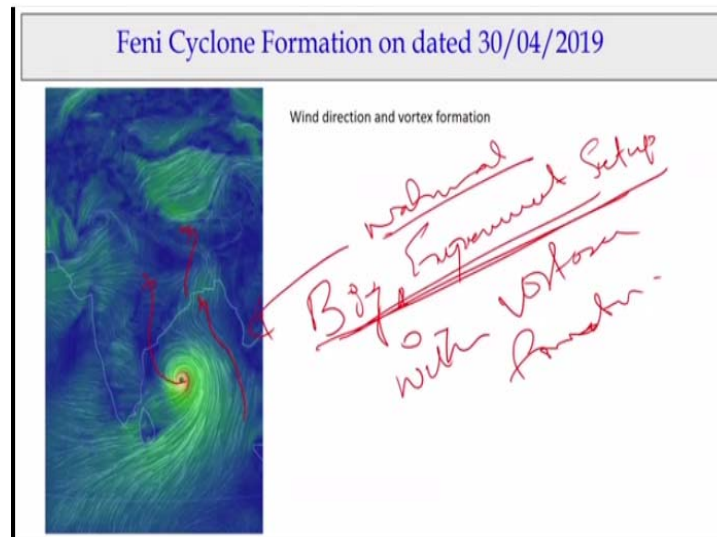 Feni Cyclone Formation on dated 30/04/2019
Wind direction and vortex formation
natural
Big Experiment Setup
with vortex
formation